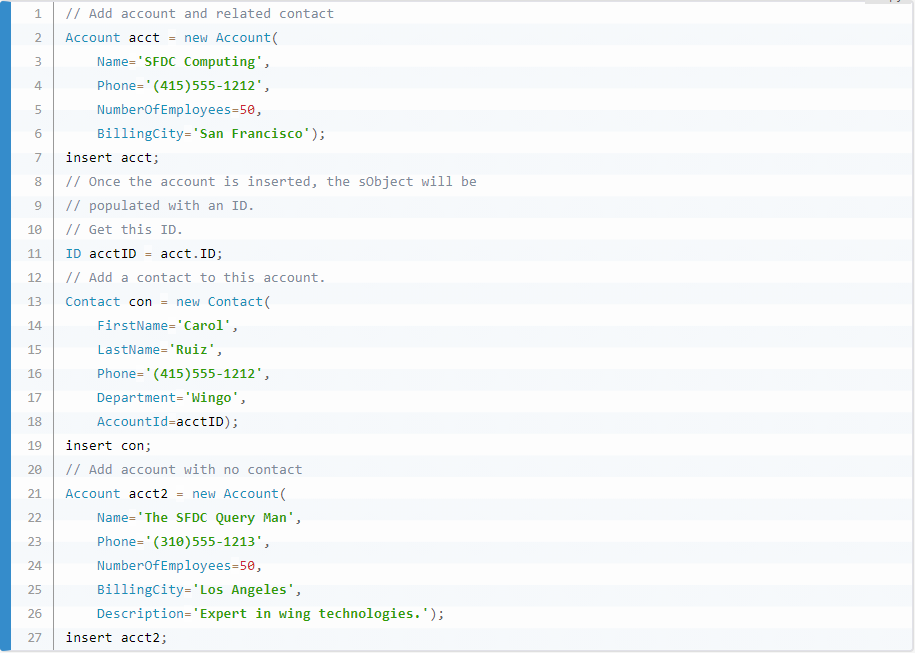 1 // Add account and related contact
2 Account acct = new Account(
3     Name='SFDC Computing',
4     Phone='(415)555-1212',
5     NumberOfEmployees=50,
6     BillingCity='San Francisco');
7 insert acct;
8 // Once the account is inserted, the sObject will be
9 // populated with an ID.
10 // Get this ID.
11 ID acctID = acct.ID;
12 // Add a contact to this account.
13 Contact con = new Contact(
14     FirstName='Carol',
15     LastName='Ruiz',
16     Phone='(415)555-1212',
17     Department='Wingo',
18     AccountId=acctID);
19 insert con;
20 // Add account with no contact
21 Account acct2 = new Account(
22     Name='The SFDC Query Man',
23     Phone='(310)555-1213',
24     NumberOfEmployees=50,
25     BillingCity='Los Angeles',
26     Description='Expert in wing technologies.');
27 insert acct2;